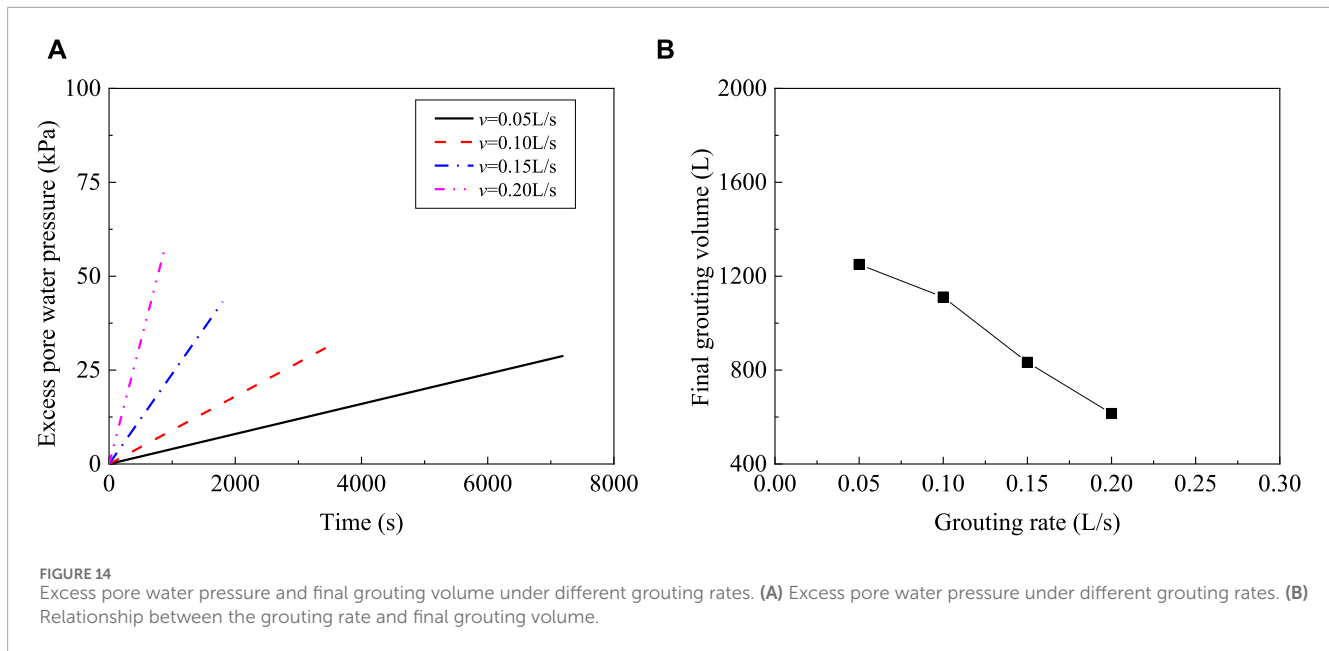 A
B
100
75
50
25
0
Excess pore water pressure (kPa)
v=0.05L/s
v=0.10L/s
v=0.15L/s
v=0.20L/s
0 2000 4000 6000 8000
Time (s)
2000
1600
1200
800
400
Final grouting volume (L)
0.00 0.05 0.10 0.15 0.20 0.25 0.30
Grouting rate (L/s)
FIGURE 14
Excess pore water pressure and final grouting volume under different grouting rates. (A) Excess pore water pressure under different grouting rates. (B)
Relationship between the grouting rate and final grouting volume.